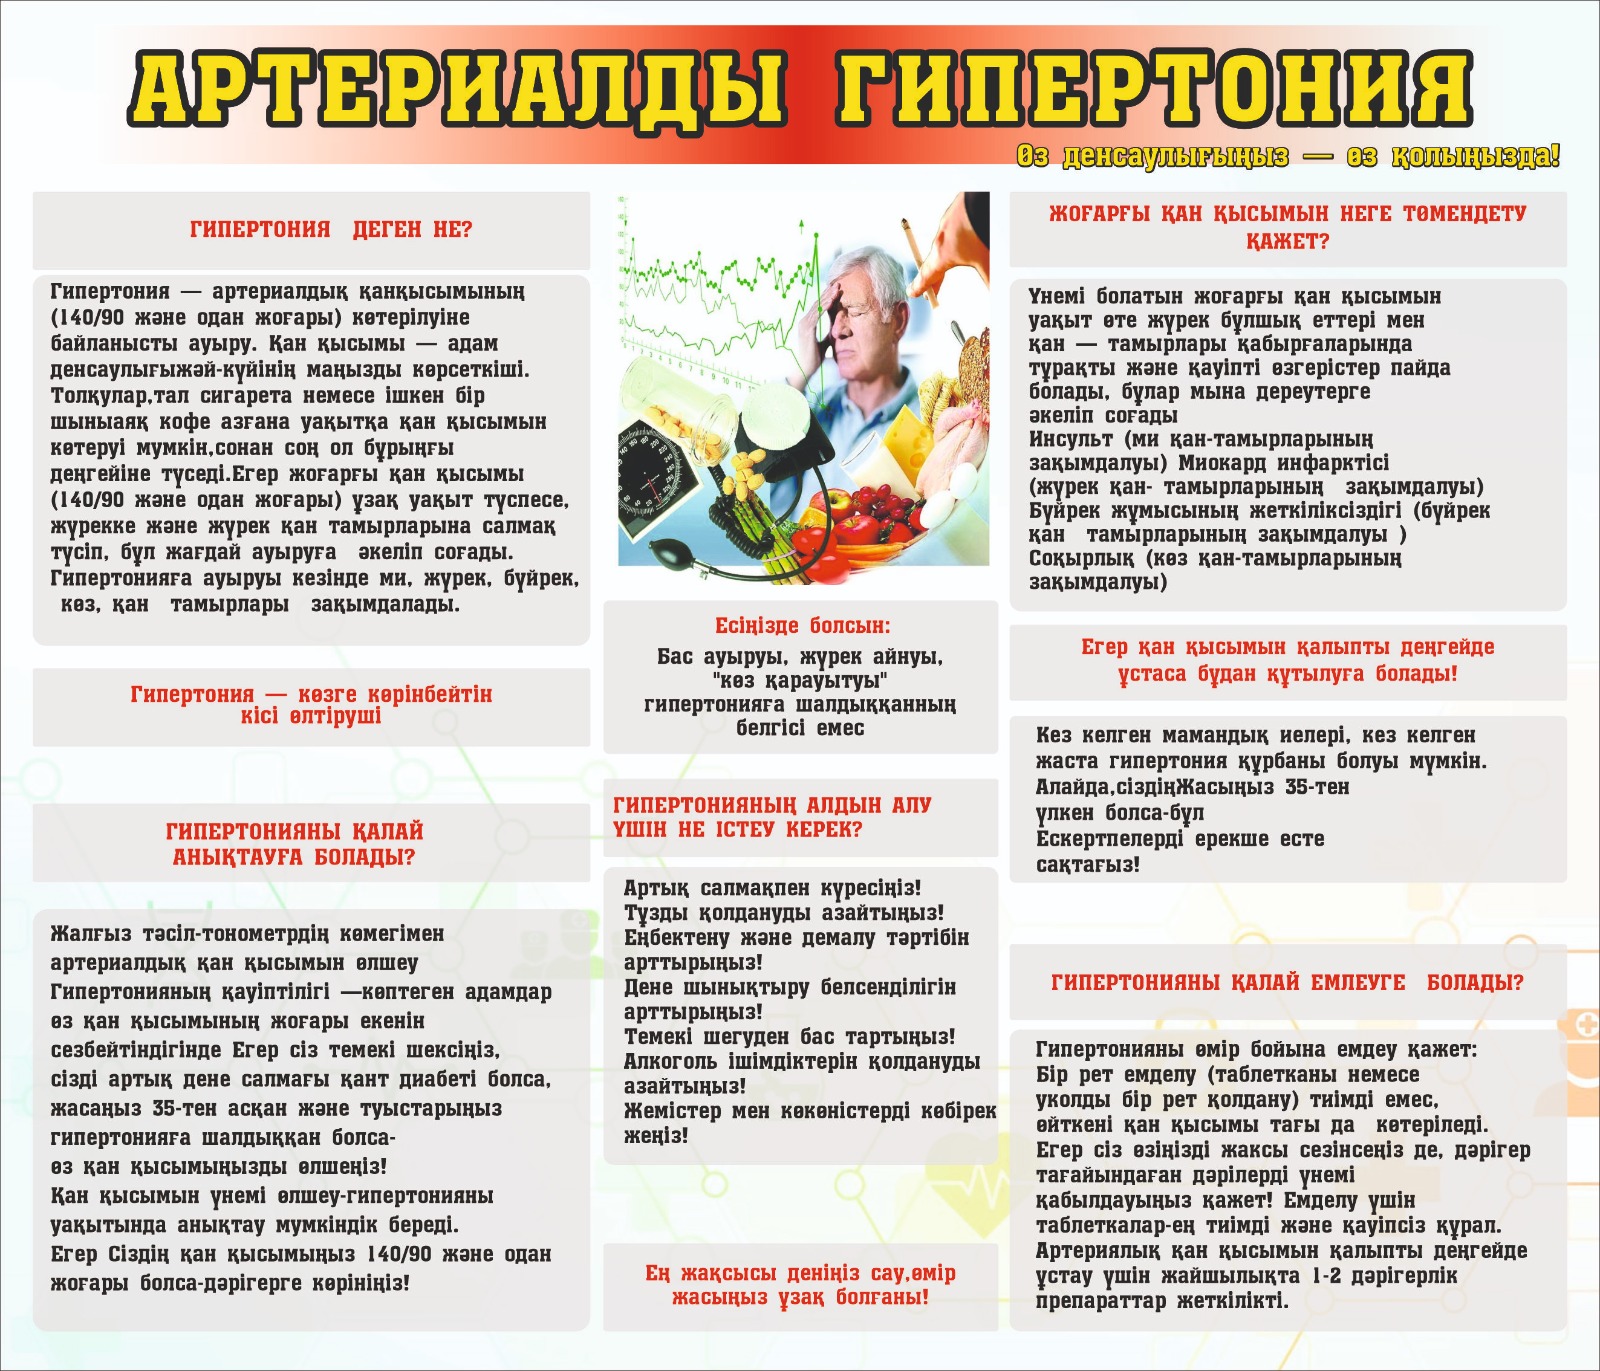 АРТЕРИАЛДЫ ГИПЕРТОНИЯ
Өз денсаулығыңыз — өз қолыңызда!
ГИПЕРТОНИЯ ДЕГЕН НЕ?
Гипертония — артериалдық қанқысымының
(140/90 және одан жоғары) көтерілуіне
байланысты ауыру. Қан қысымы — адам
денсаулығыжәй-күйінің маңызды көрсеткіші.
Толқулар,тал сигарета немесе ішкен бір
шыныаяқ кофе азғана уақытқа қан қысымын
көтеруі мумкін,сонан соң ол бұрыңғы
деңгейіне түседі.Егер жоғарғы қан қысымы
(140/90 және одан жоғары) ұзақ уақыт түспесе,
жүрекке және жүрек қан тамырларына салмақ
түсіп, бұл жағдай ауыруға әкеліп соғады.
Гипертонияға ауыруы кезінде ми, жүрек, бүйрек,
көз, қан тамырлары зақымдалады.
Гипертония — көзге көрінбейтін
кісі өлтіруші
ГИПЕРТОНИЯНЫ ҚАЛАЙ
АНЫҚТАУҒА БОЛАДЫ?
Жалғыз тәсіл-тонометрдің көмегімен
артериалдық қан қысымын өлшеу
Гипертонияның қауіптілігі —көптеген адамдар
өз қан қысымының жоғары екенін
сезбейтіндігінде Егер сіз темекі шексіңіз,
сізді артық дене салмағы қант диабеті болса,
жасаңыз 35-тен асқан және туыстарыңыз
гипертонияға шалдыққан болса-
өз қан қысымыңызды өлшеңіз!
Қан қысымын үнемі өлшеу-гипертонияны
уақытында анықтау мумкіндік береді.
Егер Сіздің қан қысымыңыз 140/90 және одан
жоғары болса-дәрігерге көрініңіз!
Есіңізде болсын:
Бас ауыруы, жүрек айнуы,
"көз қарауытуы"
гипертонияға шалдыққанның
белгісі емес
ГИПЕРТОНИЯНЫҢ АЛДЫН АЛУ
ҮШІН НЕ ІСТЕУ КЕРЕК?
Артық салмақпен күресіңіз!
Тұзды қолдануды азайтыңыз!
Еңбектену және демалу тәртібін
арттырыңыз!
Дене шынықтыру белсенділігін
арттырыңыз!
Темекі шегуден бас тартыңыз!
Алкоголь ішімдіктерін қолдануды
азайтыңыз!
Жемістер мен көкөністерді көбірек
жеңіз!
Ең жақсысы деніңіз сау,өмір
жасыңыз ұзақ болғаны!
ЖОҒАРҒЫ ҚАН ҚЫСЫМЫН НЕГЕ ТӨМЕНДЕТУ
ҚАЖЕТ?
Үнемі болатын жоғарғы қан қысымын
уақыт өте жүрек бұлшық еттері мен
қан — тамырлары қабырғаларында
тұрақты және қауіпті өзгерістер пайда
болады, бұлар мына дереутерге
әкеліп соғады
Инсульт (ми қан-тамырларының
зақымдалуы) Миокард инфарктісі
(жүрек қан- тамырларының зақымдалуы)
Бүйрек жұмысының жеткіліксіздігі (бүйрек
қан тамырларының зақымдалуы )
Соқырлық (көз қан-тамырларының
зақымдалуы)
Егер қан қысымын қалыпты деңгейде
ұстаса бұдан құтылуға болады!
Кез келген мамандық иелері, кез келген
жаста гипертония құрбаны болуы мүмкін.
Алайда,сіздіңЖасыңыз 35-тен
үлкен болса-бұл
Ескертпелерді ерекше есте
сақтағыз!
ГИПЕРТОНИЯНЫ ҚАЛАЙ ЕМЛЕУГЕ БОЛАДЫ?
Гипертонияны өмір бойына емдеу қажет:
Бір рет емделу (таблетканы немесе
уколды бір рет қолдану) тиімді емес,
өйткені қан қысымы тағы да көтеріледі.
Егер сіз өзіңізді жаксы сезінсеңіз де, дәрігер
тағайындаған дәрілерді үнемі
қабылдауыңыз қажет! Емделу үшін
таблеткалар-ең тиімді және қауіпсіз құрал.
Артериялық қан қысымын қалыпты деңгейде
ұстау үшін жайшылықта 1-2 дәрігерлік
препараттар жеткілікті.